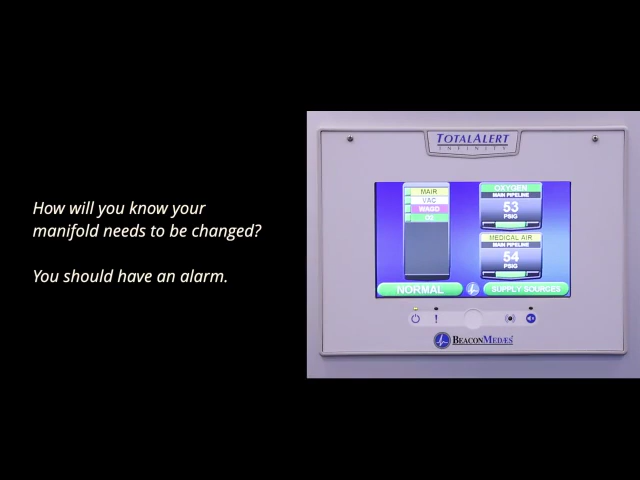 How will you know your
manifold needs to be changed?
You should have an alarm.
TOTALALERT
INFINITY
MAIR
VAC
WAGD
O2
NORMAL
OXYGEN
MAIN PIPELINE
53
PSIG
MEDICAL AIR
MAIN PIPELINE
54
PSIG
SUPPLY SOURCES
BEACONMEDÆS